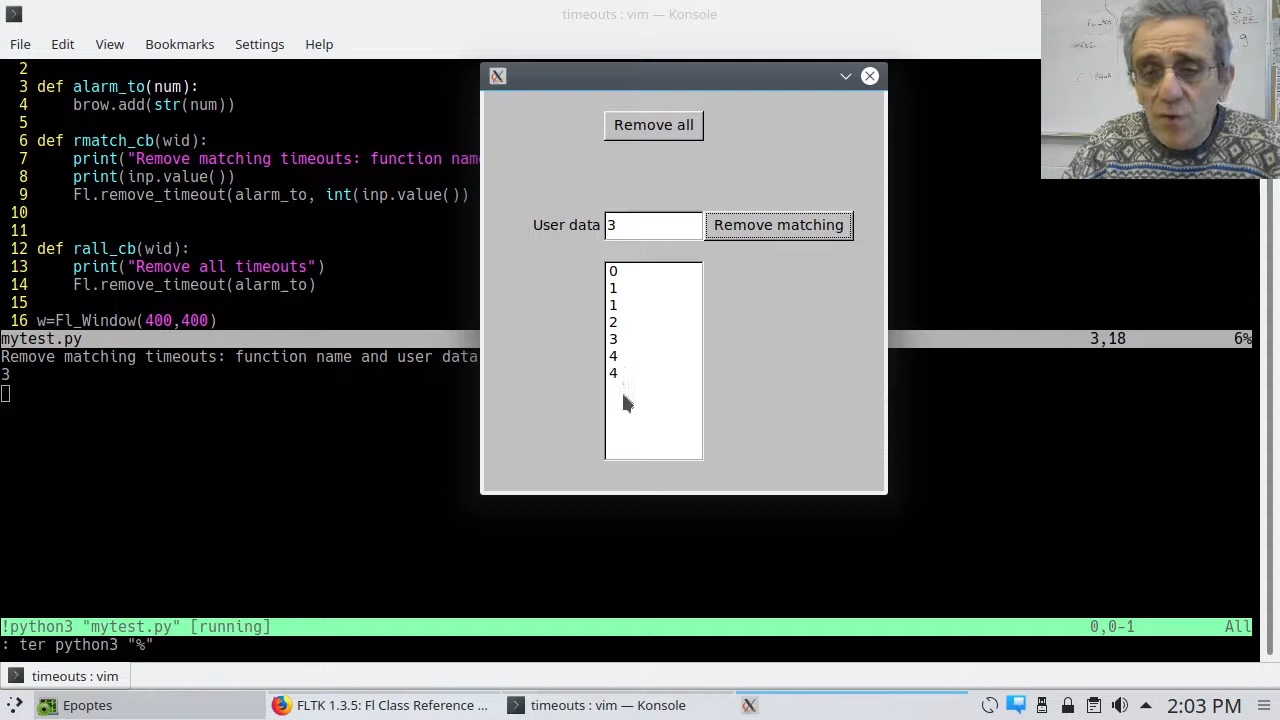 timeouts : vim — Konsole
File Edit View Bookmarks Settings Help
2
3 def alarm_to(num):
4 brow.add(str(num))
5
6 def rmatch_cb(wid):
7 print("Remove matching timeouts: function name
8 print(inp.value())
9 Fl.remove_timeout(alarm_to, int(inp.value())
10
11
12 def rall_cb(wid):
13 print("Remove all timeouts")
14 Fl.remove_timeout(alarm_to)
15
16 w=Fl_Window(400,400)
mytest.py 3,18 6%
Remove matching timeouts: function name and user data
3
Remove all
User data 3 Remove matching
0
1
1
2
3
4
4
!python3 "mytest.py" [running] 0,0-1 All
: ter python3 "%"
timeouts : vim
Epoptes FLTK 1.3.5: Fl Class Reference ... timeouts : vim — Konsole 2:03 PM
GRID
SIZE
9